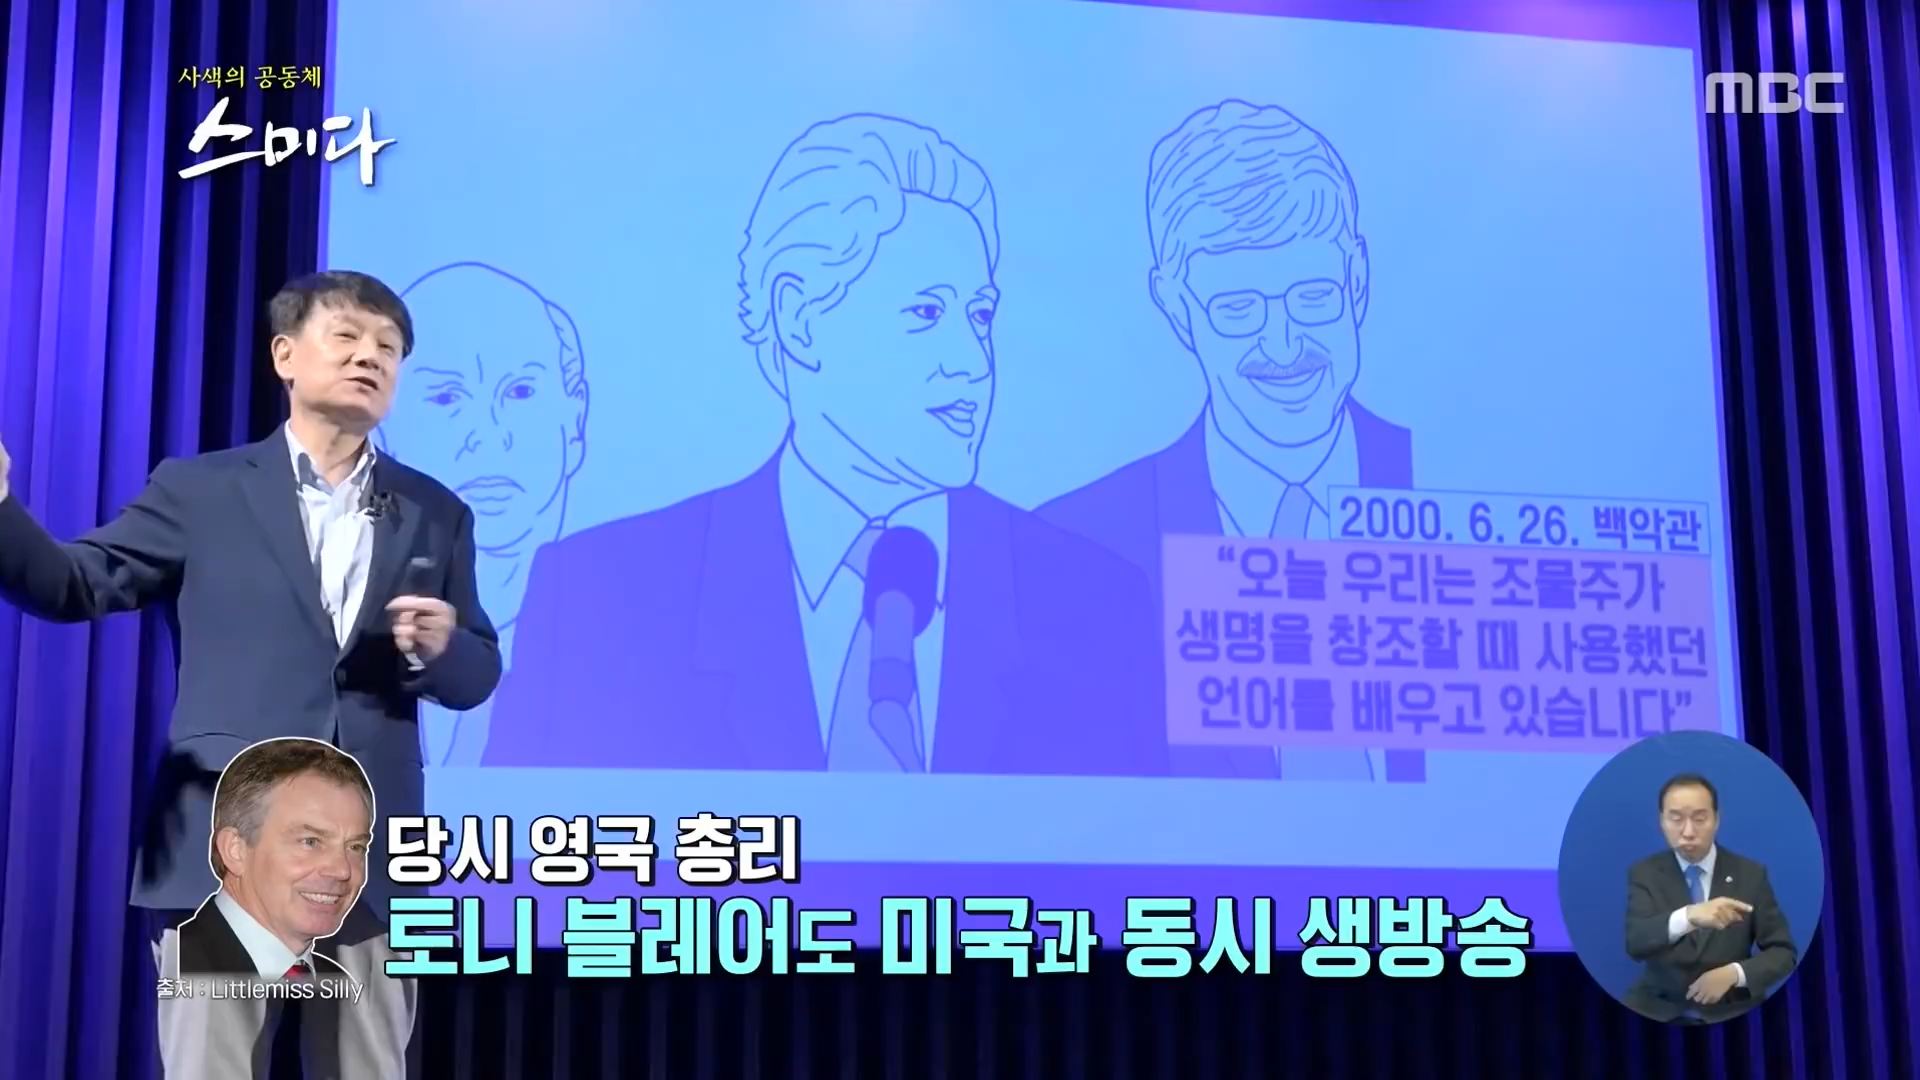 사색의 공동체
스미다
MBC
2000. 6. 26. 백악관
“오늘 우리는 조물주가
생명을 창조할 때 사용했던
언어를 배우고 있습니다”
당시 영국 총리
토니 블레어도 미국과 동시 생방송
출처 : Littlemiss Silly